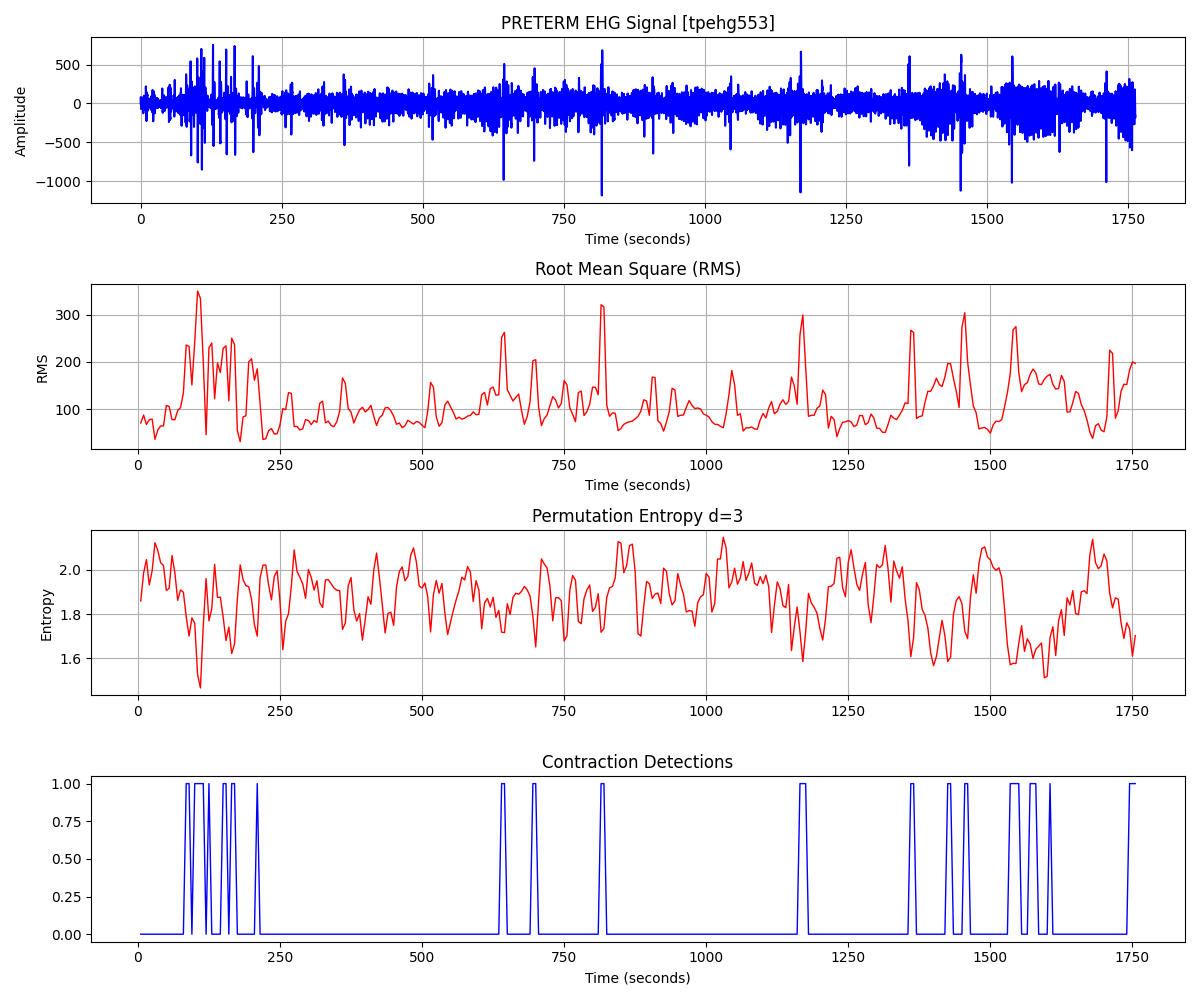 PRETERM EHG Signal [tpehg553]
Amplitude
500
0
−500
−1000
0 250 500 750 1000 1250 1500 1750
Time (seconds)
Root Mean Square (RMS)
RMS
300
200
100
0 250 500 750 1000 1250 1500 1750
Time (seconds)
Permutation Entropy d=3
Entropy
2.0
1.8
1.6
0 250 500 750 1000 1250 1500 1750
Contraction Detections
1.00
0.75
0.50
0.25
0.00
0 250 500 750 1000 1250 1500 1750
Time (seconds)